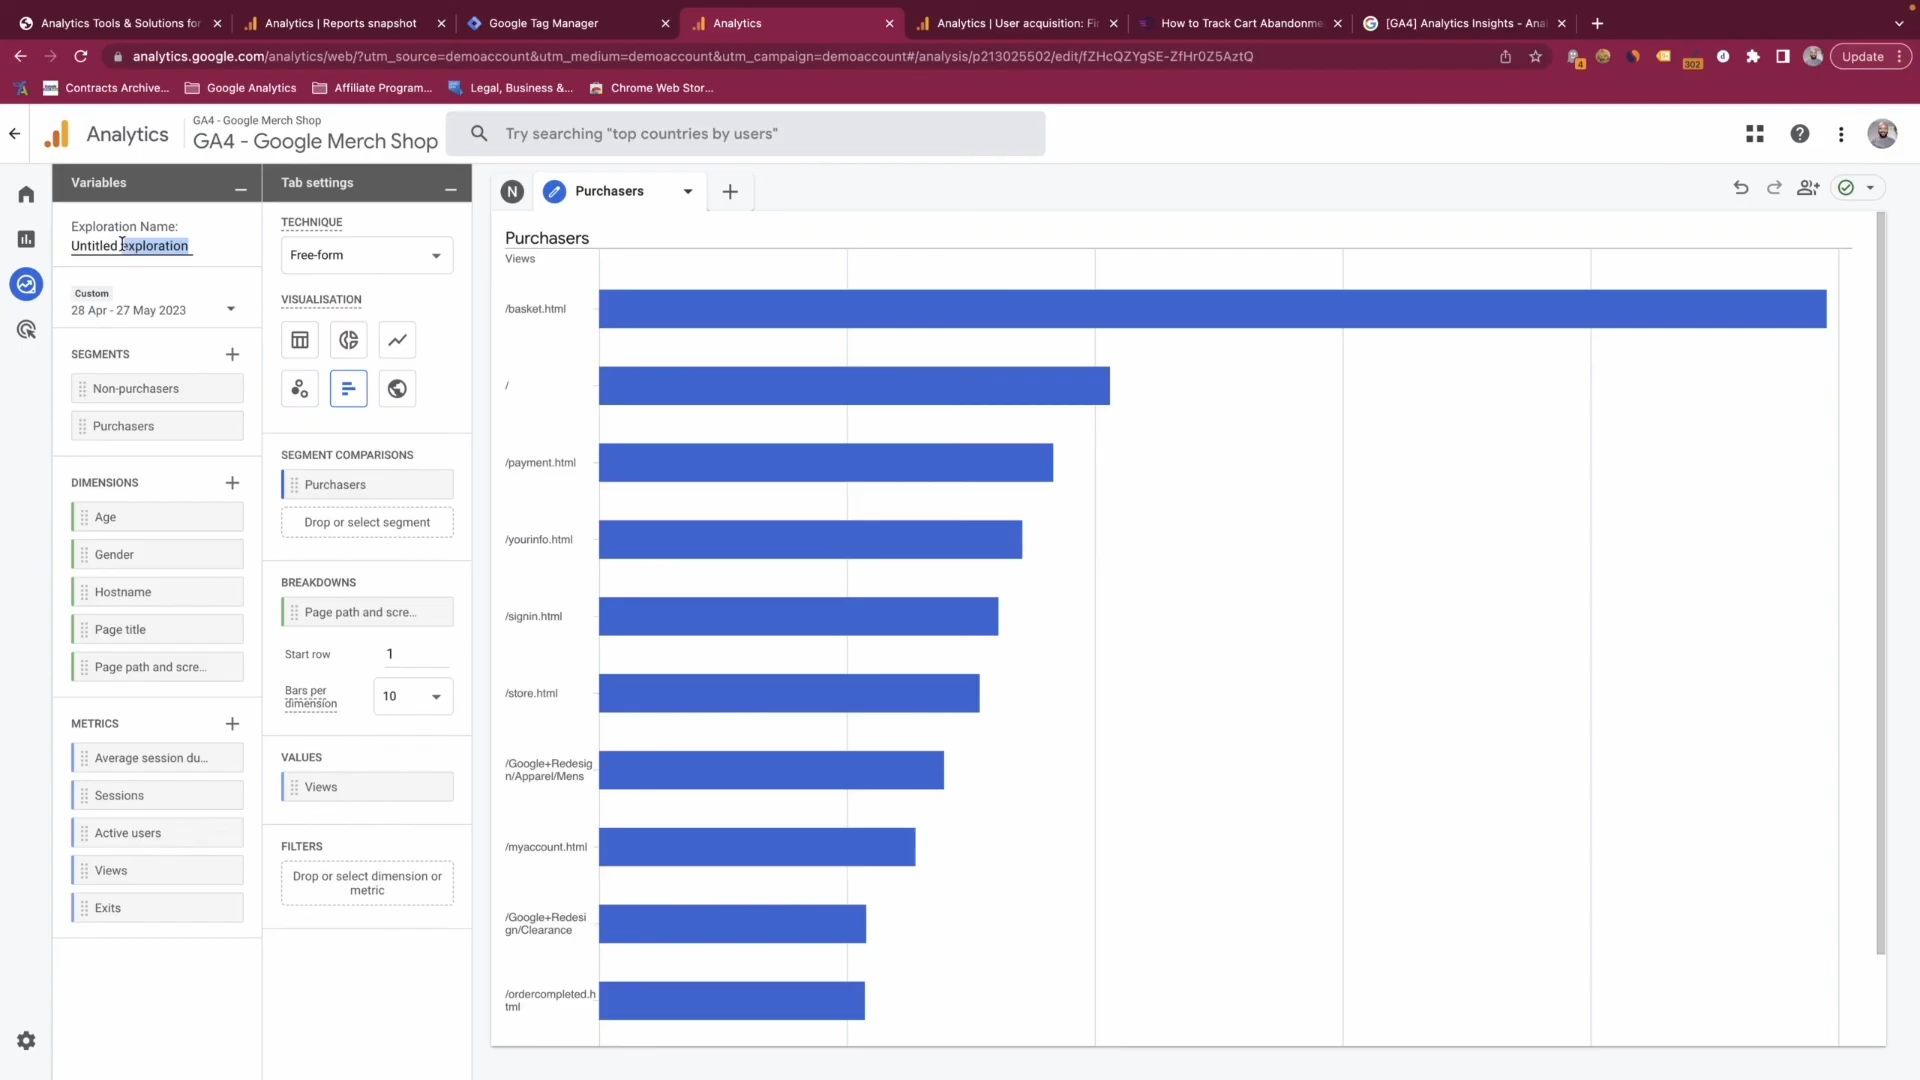 Analytics Tools & Solutions for
Analytics | Reports snapshot
Google Tag Manager
Analytics
Analytics | User acquisition: Fir
How to Track Cart Abandonme
[GA4] Analytics Insights - Ana
analytics.google.com/analytics/web/?utm_source=demoaccount&utm_medium=demoaccount&utm_campaign=demoaccount#/analysis/p213025502/edit/fZHcQZYgSE-ZfHr0Z5AztQ
4
302
Update
Contracts Archive...
Google Analytics
Affiliate Program...
Legal, Business &...
Chrome Web Stor...
Analytics
GA4 - Google Merch Shop
GA4 - Google Merch Shop
Try searching "top countries by users"
Variables
Exploration Name:
Untitled exploration
Custom
28 Apr - 27 May 2023
SEGMENTS
Non-purchasers
Purchasers
DIMENSIONS
Age
Gender
Hostname
Page title
Page path and scre...
METRICS
Average session du...
Sessions
Active users
Views
Exits
Tab settings
TECHNIQUE
Free-form
VISUALISATION
SEGMENT COMPARISONS
Purchasers
Drop or select segment
BREAKDOWNS
Page path and scre...
Start row
1
Bars per
dimension
10
VALUES
Views
FILTERS
Drop or select dimension or
metric
N
Purchasers
Purchasers
Views
/basket.html
/
/payment.html
/yourinfo.html
/signin.html
/store.html
/Google+Redesig
n/Apparel/Mens
/myaccount.html
/Google+Redesi
gn/Clearance
/ordercompleted.h
tml